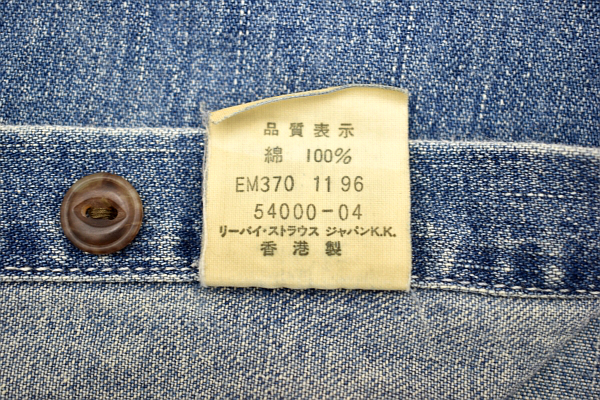 品質表示
綿 100%
EM370 11 96
54000-04
リーバイ・ストラウス ジャパンK.K.
香港製